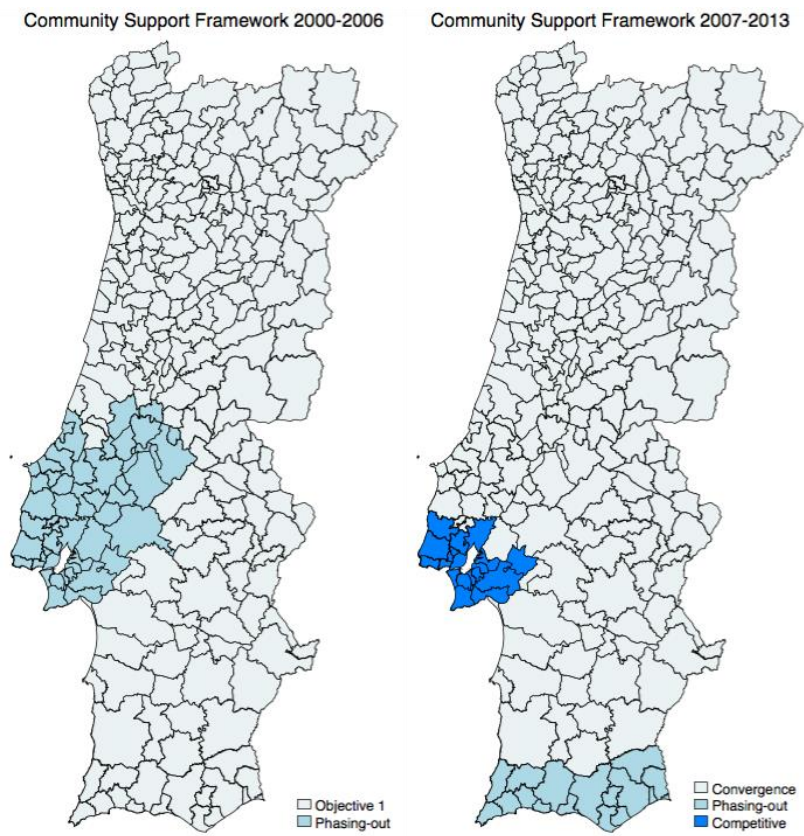 Community Support Framework 2000-2006
Community Support Framework 2007-2013
Objective 1
Phasing-out
Convergence
Phasing-out
Competitive